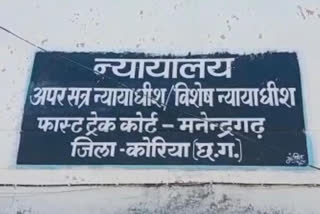 न्यायालय
अपर सत्र न्यायाधीश/विशेष न्यायाधीश
फास्ट ट्रेक कोर्ट – मनेन्द्रगढ़
जिला-कोरिया (छ.ग.)